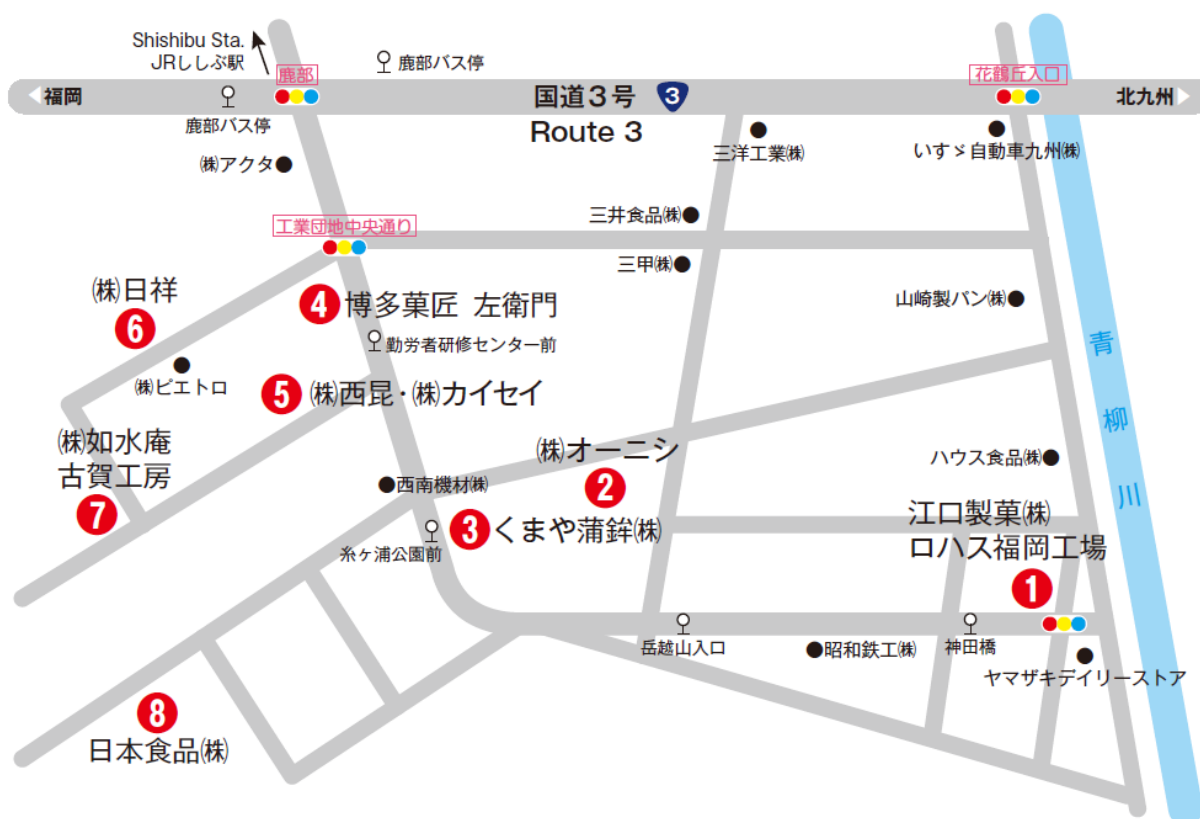 Shishibu Sta.
JRししぶ駅
鹿部バス停
鹿部
花鶴丘入口
福岡
国道3号 3
北九州
鹿部バス停
Route 3
三洋工業㈱
いすゞ自動車九州㈱
㈱アクタ
三井食品㈱
工業団地中央通り
三甲㈱
㈱日祥
6
4 博多菓匠 左衛門
山崎製パン㈱
勤労者研修センター前
青柳川
㈱ピエトロ
5 ㈱西昆・㈱カイセイ
㈱如水庵
古賀工房
7
㈱オーニシ
2
ハウス食品㈱
西南機材㈱
3 くまや蒲鉾㈱
江口製菓㈱
ロハス福岡工場
1
糸ヶ浦公園前
岳越山入口
昭和鉄工㈱
神田橋
ヤマザキデイリーストア
8
日本食品㈱